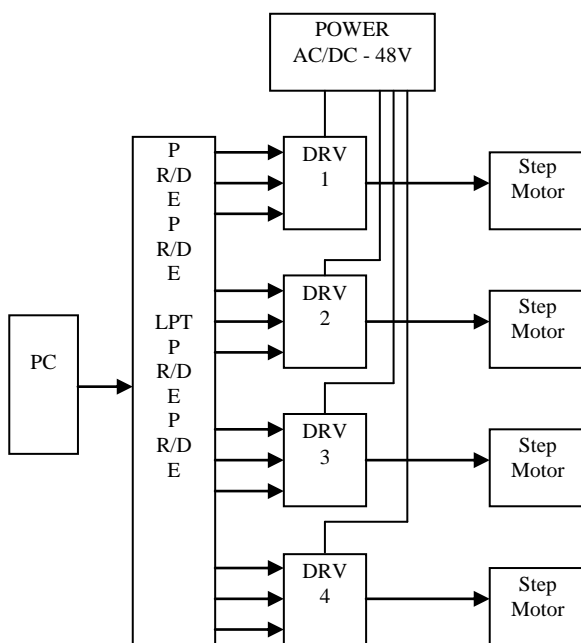 POWER
AC/DC - 48V
PC
P
R/D
E
P
R/D
E
LPT
P
R/D
E
P
R/D
E
DRV
1
Step
Motor
DRV
2
Step
Motor
DRV
3
Step
Motor
DRV
4
Step
Motor